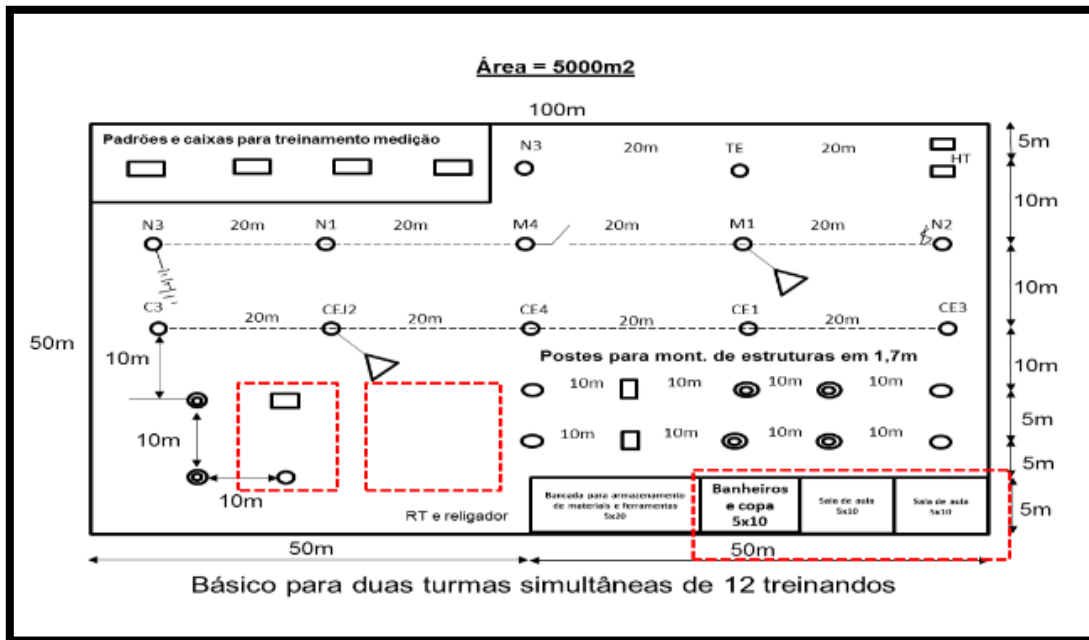 Área = 5000m2
100m
Padrões e caixas para treinamento medição
N3
20m
TE
20m
HT
5m
10m
N3
20m
N1
20m
M4
20m
M1
20m
N2
10m
C3
20m
CEJ2
20m
CE4
20m
CE1
20m
CE3
50m
10m
Postes para mont. de estruturas em 1,7m
10m
10m
10m
10m
10m
5m
10m
10m
10m
10m
10m
5m
10m
RT e religador
Bancada para armazenamento
de materiais e ferramentas
5x20
Banheiros
e copa
5x10
Sala de aula
5x10
Sala de aula
5x10
5m
50m
50m
Básico para duas turmas simultâneas de 12 treinandos